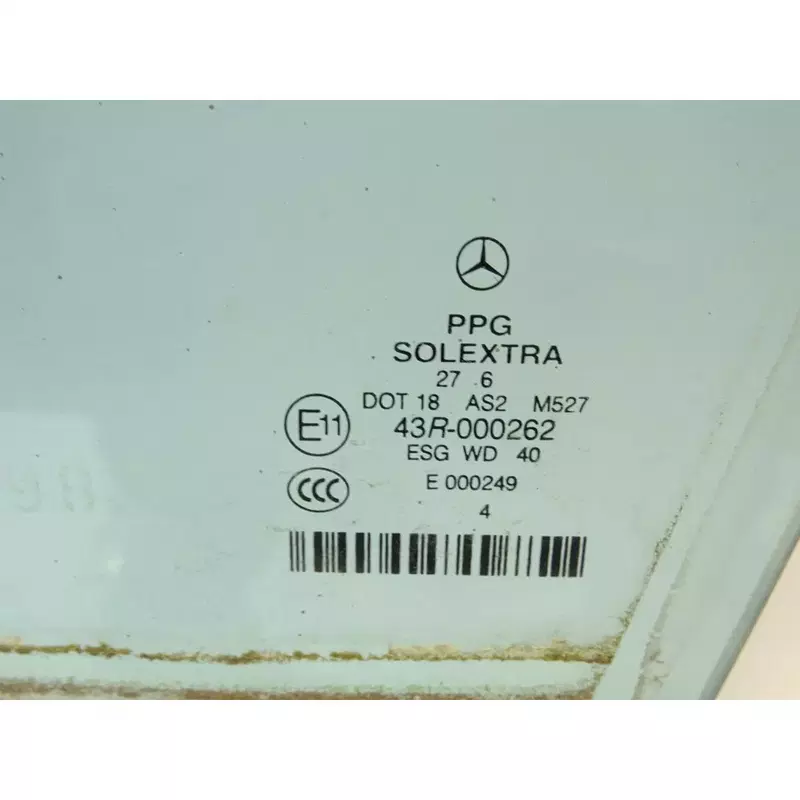 PPG
SOLEXTRA
27 .6
DOT 18 AS2 M527
E11 43R-000262
ESG WD 40
CCC E 000249
4